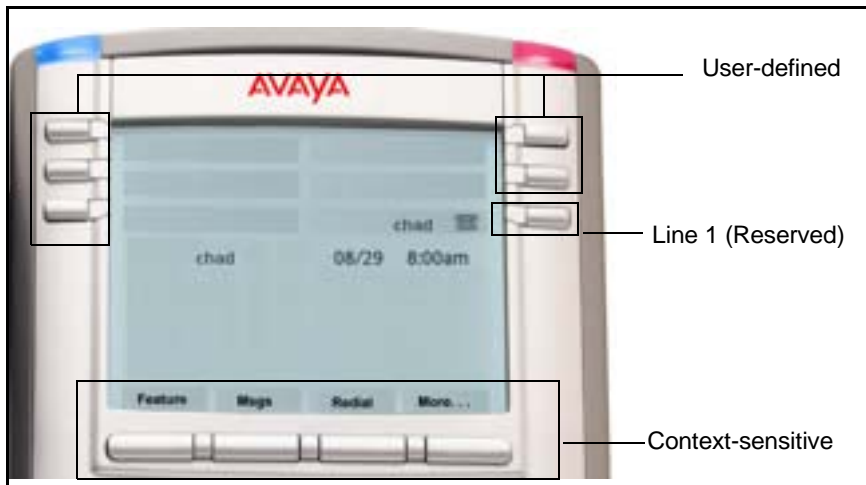 User-defined
AVAYA
chad
Line 1 (Reserved)
chad 08/29 8:00am
Feature Msgs Redial More...
Context-sensitive